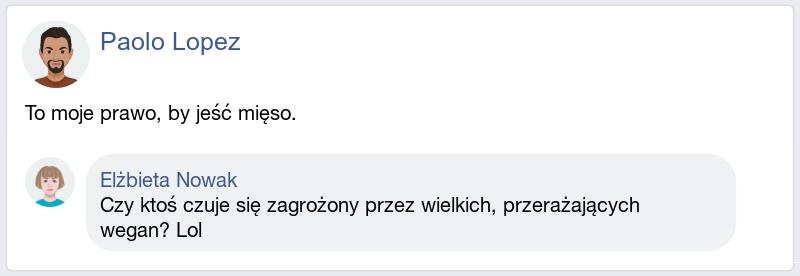 Paolo Lopez
To moje prawo, by jeść mięso.
Elżbieta Nowak
Czy ktoś czuje się zagrożony przez wielkich, przerażających
wegan? Lol